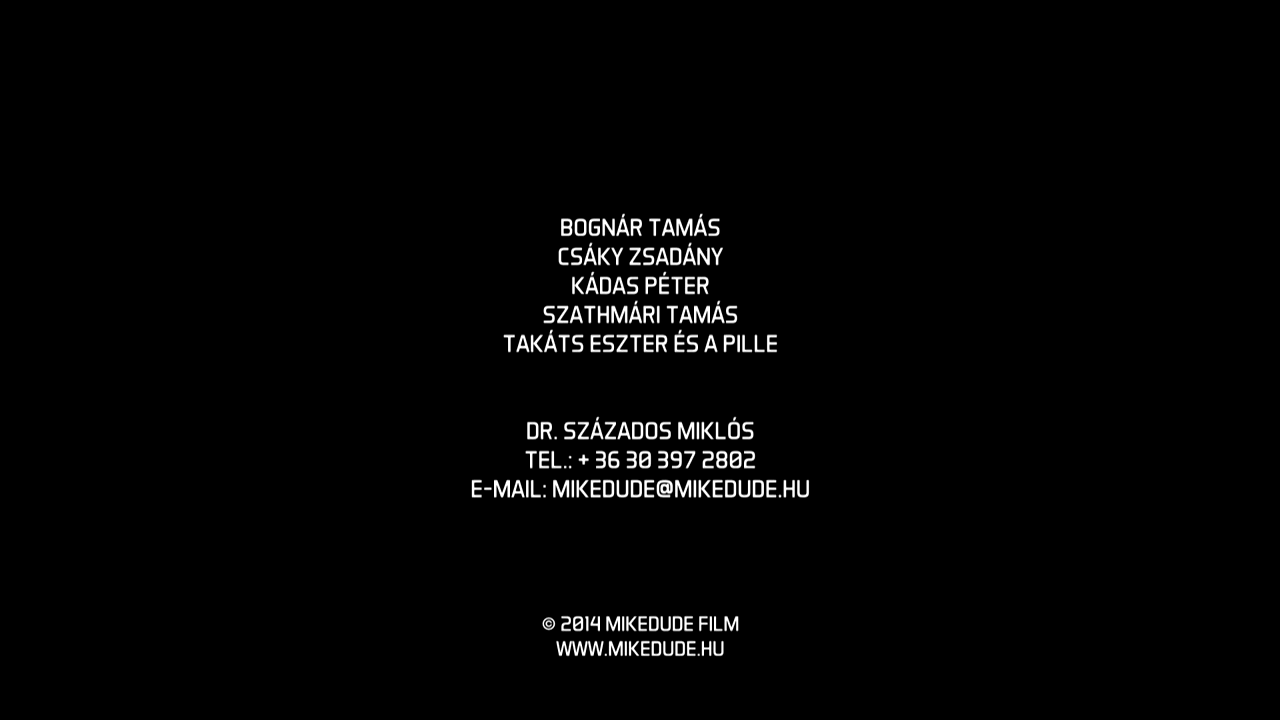 BOGNÁR TAMÁS
CSÁKY ZSADÁNY
KÁDAS PÉTER
SZATHMÁRI TAMÁS
TAKÁTS ESZTER ÉS A PILLE
DR. SZÁZADOS MIKLÓS
TEL.: + 36 30 397 2802
E-MAIL: MIKEDUDE@MIKEDUDE.HU
© 2014 MIKEDUDE FILM
WWW.MIKEDUDE.HU